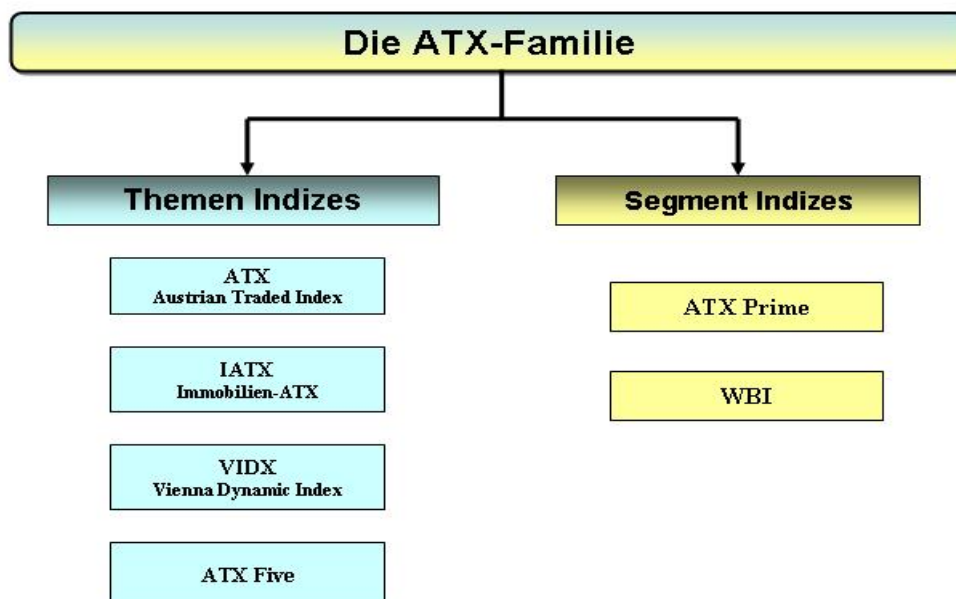 Die ATX-Familie
Themen Indizes
ATX
Austrian Traded Index
IATX
Immobilien-ATX
VIDX
Vienna Dynamic Index
ATX Five
Segment Indizes
ATX Prime
WBI